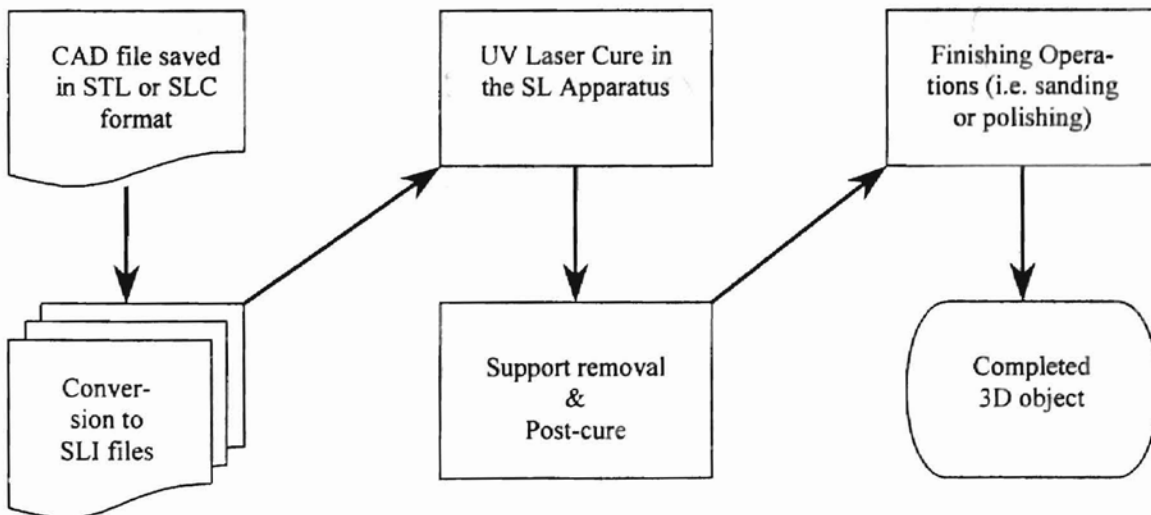 CAD file saved
in STL or SLC
format
Conver-
sion to
SLI files
UV Laser Cure in
the SL Apparatus
Support removal
&
Post-cure
Finishing Opera-
tions (i.e. sanding
or polishing)
Completed
3D object